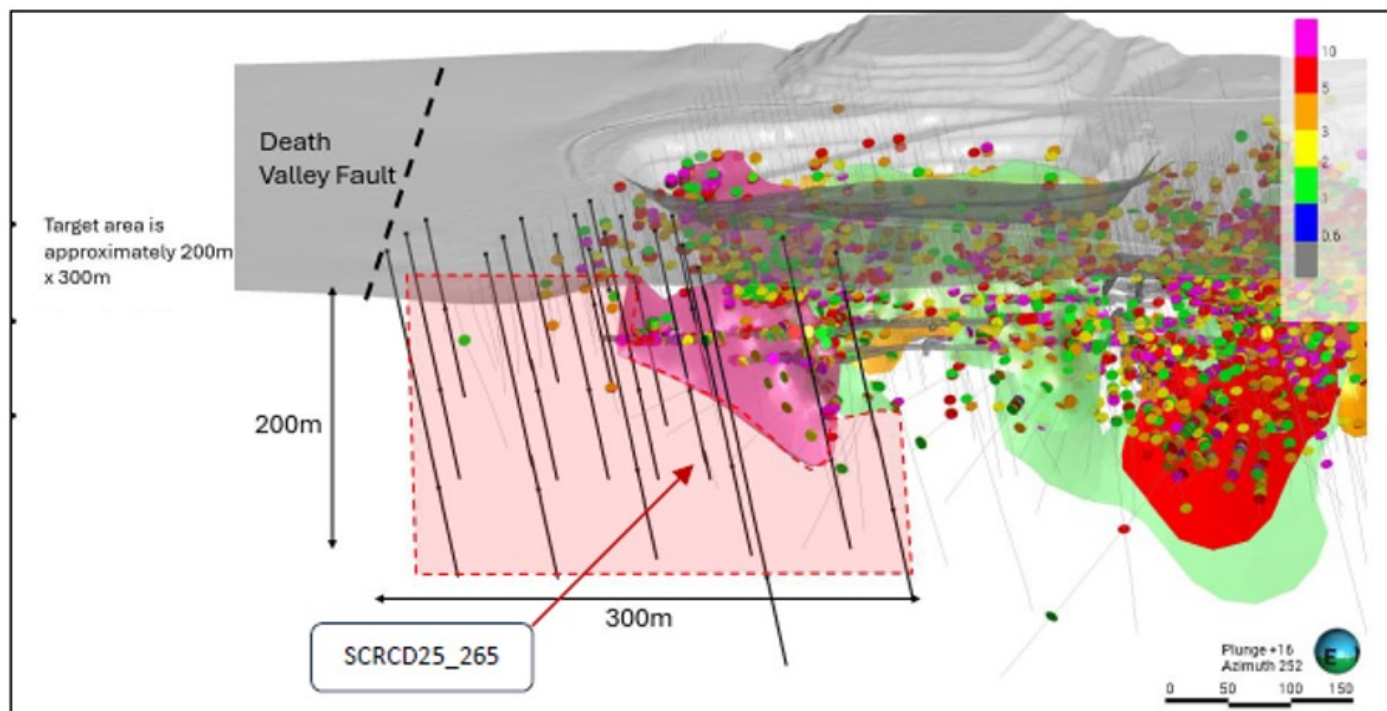 Death
Valley Fault
Target area is
approximately 200m
x 300m
10
5
3
2
1
0.6
200m
300m
SCRCD25_265
Plunge +16
Azimuth 252
E
0 50 100 150